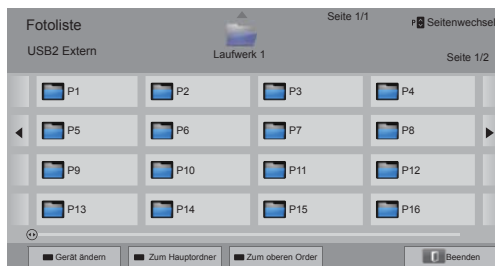 Fotoliste
Seite 1/1
P Seitenwechsel
USB2 Extern
Laufwerk 1
Seite 1/2
P1 P2 P3 P4
P5 P6 P7 P8
P9 P10 P11 P12
P13 P14 P15 P16
Gerät ändern Zum Hauptordner Zum oberen Order Beenden